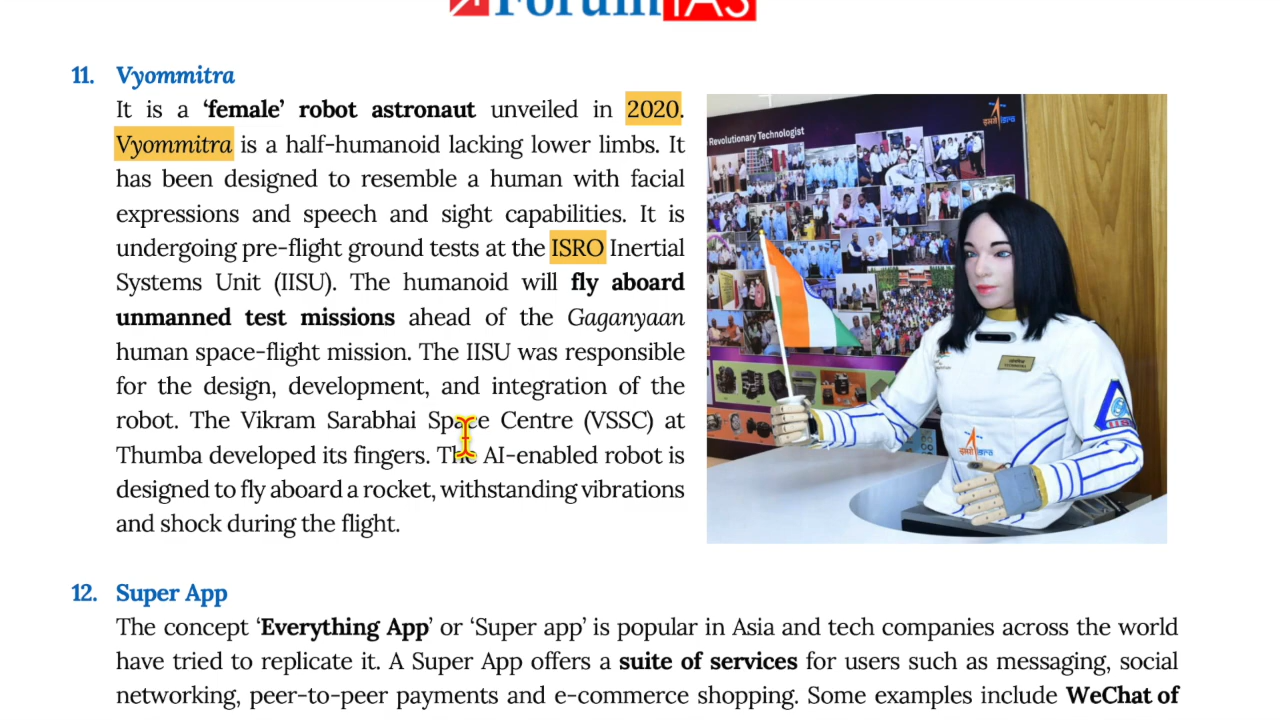 ForumIAS
11. Vyommitra
It is a ‘female’ robot astronaut unveiled in 2020.
Vyommitra is a half-humanoid lacking lower limbs. It
has been designed to resemble a human with facial
expressions and speech and sight capabilities. It is
undergoing pre-flight ground tests at the ISRO Inertial
Systems Unit (IISU). The humanoid will fly aboard
unmanned test missions ahead of the Gaganyaan
human space-flight mission. The IISU was responsible
for the design, development, and integration of the
robot. The Vikram Sarabhai Space Centre (VSSC) at
Thumba developed its fingers. The AI-enabled robot is
designed to fly aboard a rocket, withstanding vibrations
and shock during the flight.
Revolutionary Technologist
इसरो isro
इसरो isro
12. Super App
The concept ‘Everything App’ or ‘Super app’ is popular in Asia and tech companies across the world
have tried to replicate it. A Super App offers a suite of services for users such as messaging, social
networking, peer-to-peer payments and e-commerce shopping. Some examples include WeChat of